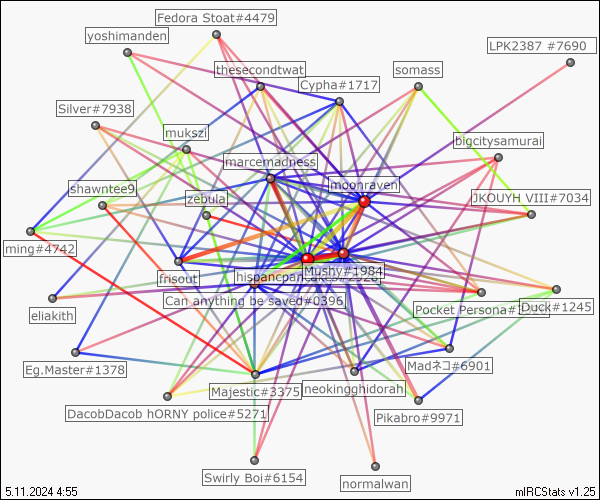 Fedora Stoat#4479
yoshimanden
LPK2387 #7690
thesecondtwat
somass
Cypha#1717
Silver#7938
mukszi
bigcitysamurai
marcemadness
moonraven
shawntee9
zebula
JKOUYH VIII#7034
ming#4742
Mushy#1984
frisout
Can anything be saved#0396
eliakith
Pocket Persona#
Duck#1245
Eg.Master#1378
Majestic#3375
neokingghidorah
Madネコ#6901
DacobDacob hORNY police#5271
Pikabro#9971
Swirly Boi#6154
normalwan
5.11.2024 4:55
mIRCStats v1.25